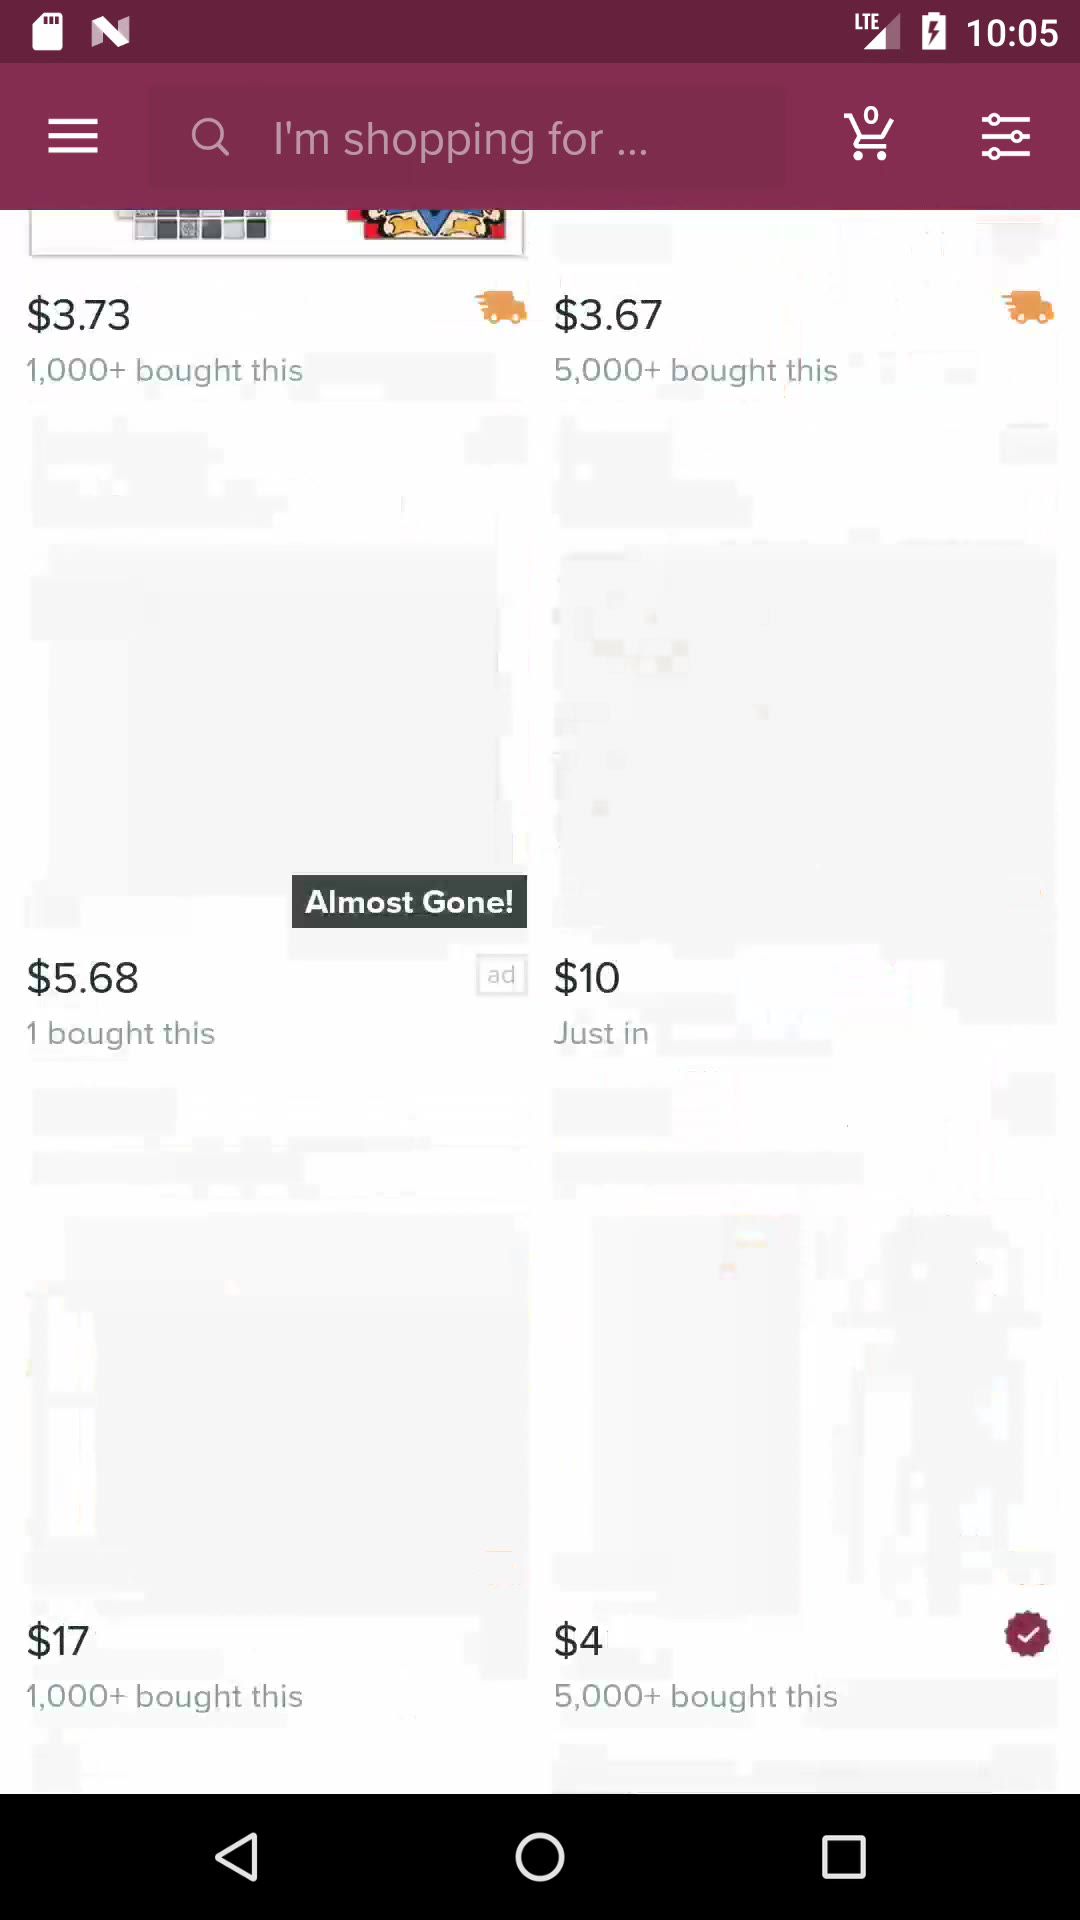 LTE 10:05
I'm shopping for ...
0
$3.73
1,000+ bought this
$3.67
5,000+ bought this
Almost Gone!
$5.68
ad
1 bought this
$10
Just in
$17
1,000+ bought this
$4
5,000+ bought this